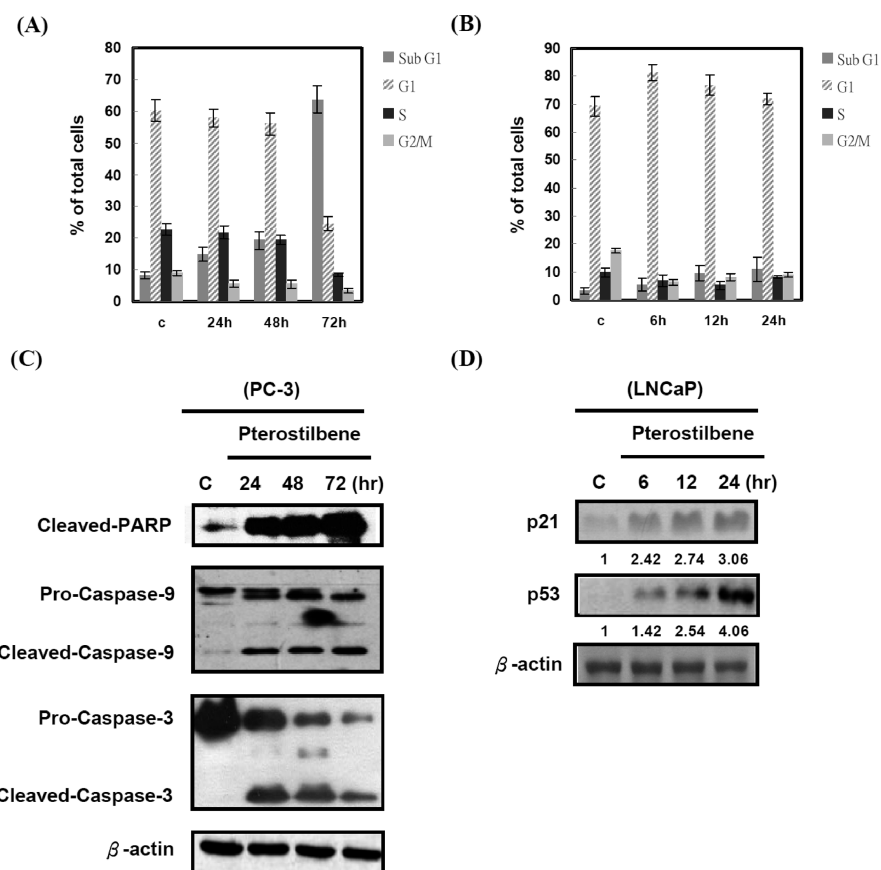 (A)
80
70
60
50
40
30
20
10
0
% of total cells
c 24h 48h 72h
Sub G1
G1
S
G2/M
(B)
90
80
70
60
50
40
30
20
10
0
% of total cells
c 6h 12h 24h
Sub G1
G1
S
G2/M
(C)
(PC-3)
Pterostilbene
C 24 48 72 (hr)
Cleaved-PARP
Pro-Caspase-9
Cleaved-Caspase-9
Pro-Caspase-3
Cleaved-Caspase-3
β-actin
(D)
(LNCaP)
Pterostilbene
C 6 12 24 (hr)
p21
1 2.42 2.74 3.06
p53
1 1.42 2.54 4.06
β-actin